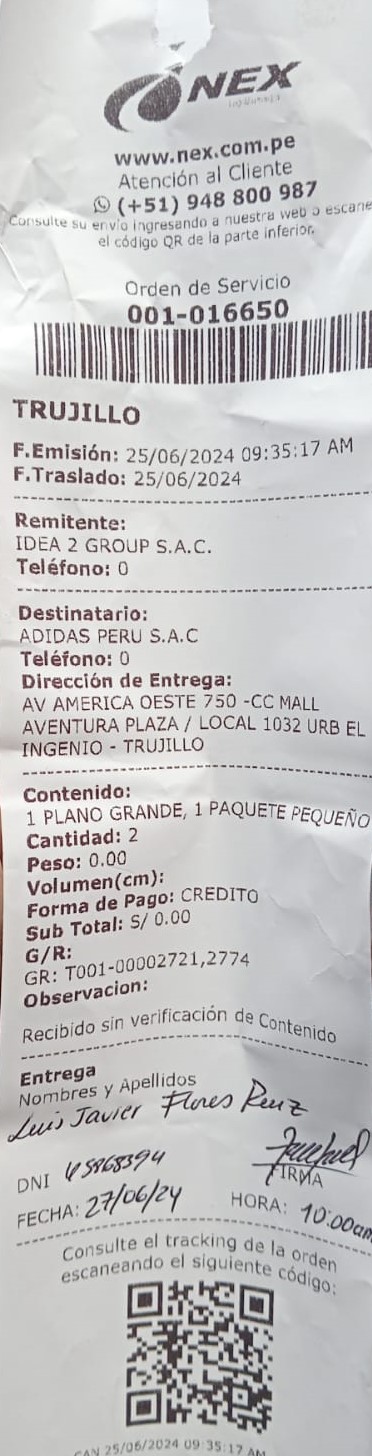 NEX
www.nex.com.pe
Atención al Cliente
(+51) 948 800 987
Consulte su envío ingresando a nuestra web o escane
el código QR de la parte inferior.
Orden de Servicio
001-016650
TRUJILLO
F.Emisión: 25/06/2024 09:35:17 AM
F.Traslado: 25/06/2024
Remitente:
IDEA 2 GROUP S.A.C.
Teléfono: 0
Destinatario:
ADIDAS PERU S.A.C
Teléfono: 0
Dirección de Entrega:
AV AMERICA OESTE 750 -CC MALL
AVENTURA PLAZA / LOCAL 1032 URB EL
INGENIO - TRUJILLO
Contenido:
1 PLANO GRANDE, 1 PAQUETE PEQUEÑO
Cantidad: 2
Peso: 0.00
Volumen(cm):
Forma de Pago: CREDITO
Sub Total: S/ 0.00
G/R:
GR: T001-00002721,2774
Observacion:
Recibido sin verificación de Contenido
Entrega
Nombres y Apellidos
Luis Javier Flores Ruiz
DNI 45868394
FIRMA
FECHA: 27/06/24 HORA: 10:00am
Consulte el tracking de la orden
escaneando el siguiente código:
CAN 25/06/2024 09:35:17 AM